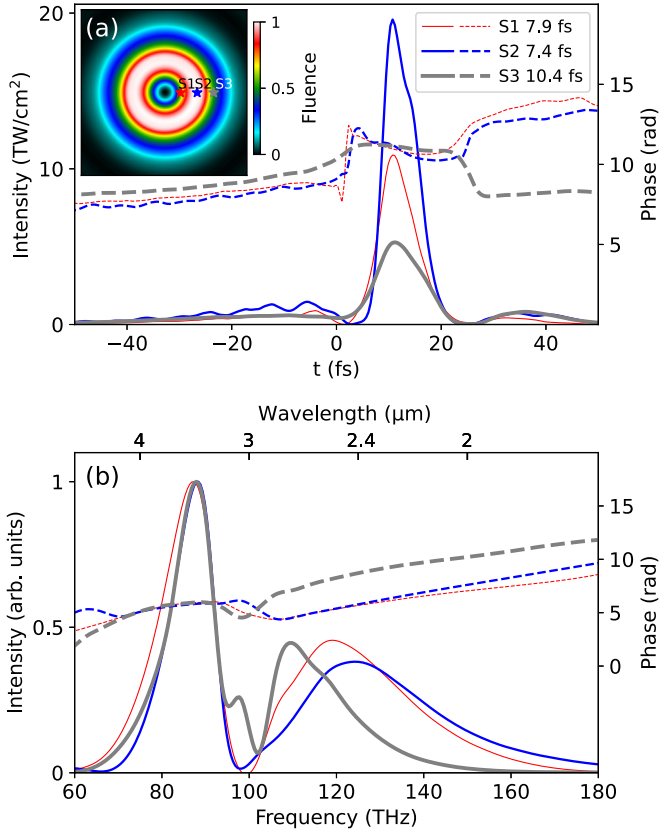 (a)
S1 S2 S3
1
0.5
0
Fluence
S1 7.9 fs
S2 7.4 fs
S3 10.4 fs
20
10
0
Intensity (TW/cm²)
15
10
5
Phase (rad)
−40 −20 0 20 40
t (fs)
Wavelength (μm)
4 3 2.4 2
(b)
1
0.5
0
Intensity (arb. units)
15
10
5
0
Phase (rad)
60 80 100 120 140 160 180
Frequency (THz)